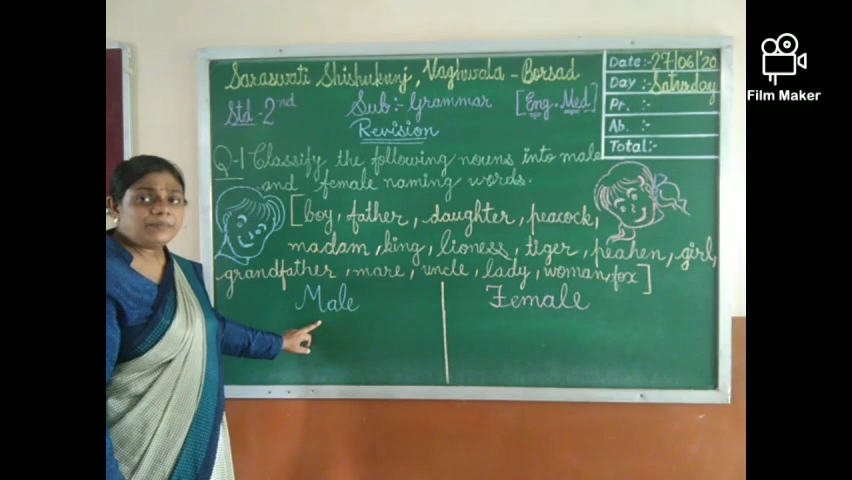 Saraswati Shishukunj, Vaghwala - Borsad
Date:- 27/06/'20
Day:- Saturday
Pr. :-
Ab. :-
Total:-
Std - 2nd Sub:- Grammar [Eng. Med]
Revision
Q-1 Classify the following nouns into male
and female naming words.
[boy, father, daughter, peacock,
madam, king, lioness, tiger, peahen, girl,
grandfather, mare, uncle, lady, woman, fox]
Male Female
Film Maker